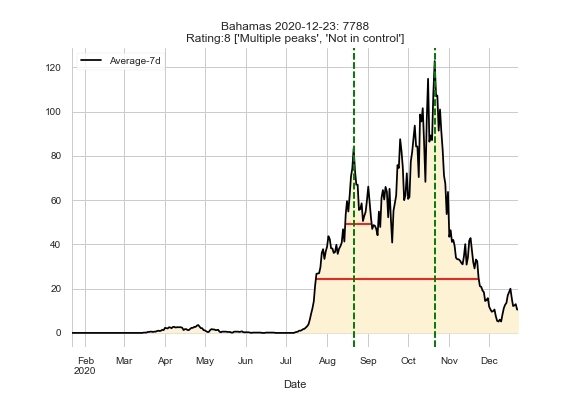 Bahamas 2020-12-23: 7788
Rating:8 ['Multiple peaks', 'Not in control']
Average-7d
120
100
80
60
40
20
0
Feb Mar Apr May Jun Jul Aug Sep Oct Nov Dec
2020
Date